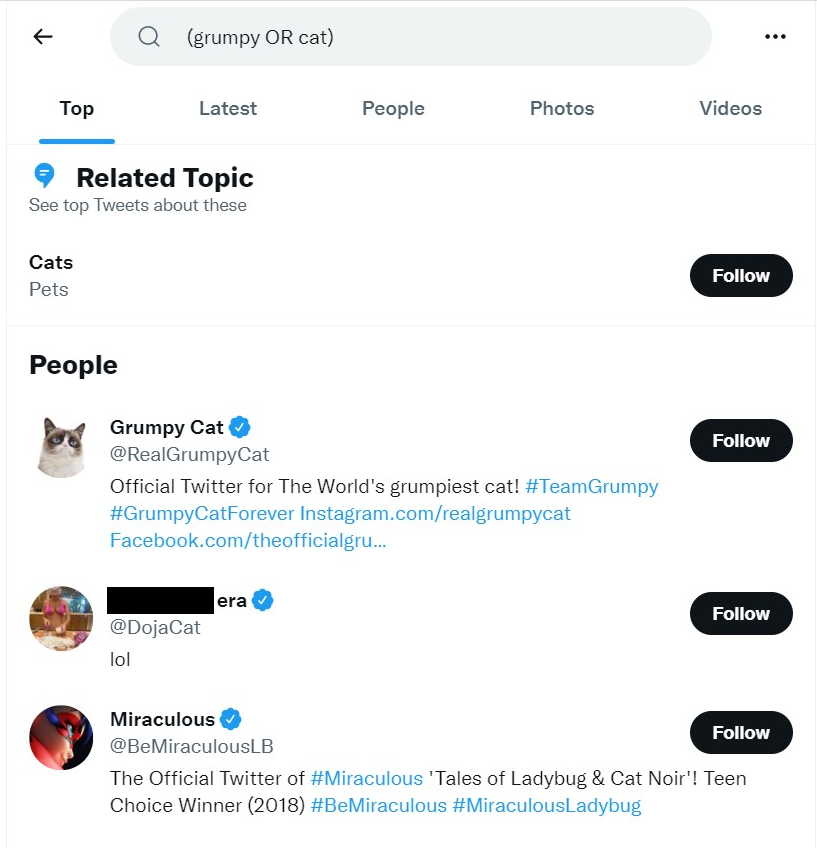 (grumpy OR cat)
Top Latest People Photos Videos
Related Topic
See top Tweets about these
Cats
Pets
Follow
People
Grumpy Cat
@RealGrumpyCat
Follow
Official Twitter for The World's grumpiest cat! #TeamGrumpy
#GrumpyCatForever Instagram.com/realgrumpycat
Facebook.com/theofficialgru...
era
@DojaCat
Follow
lol
Miraculous
@BeMiraculousLB
Follow
The Official Twitter of #Miraculous 'Tales of Ladybug & Cat Noir'! Teen
Choice Winner (2018) #BeMiraculous #MiraculousLadybug